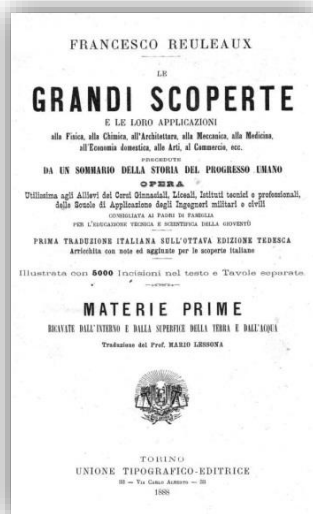 FRANCESCO REULEAUX
LE
GRANDI SCOPERTE
E LE LORO APPLICAZIONI
alla Fisica, alla Chimica, all'Architettura, alla Meccanica, alla Medicina,
all'Economia domestica, alle Arti, al Commercio, ecc.
PRECEDUTE
DA UN SOMMARIO DELLA STORIA DEL PROGRESSO UMANO
OPERA
Utilissima agli Allievi dei Corsi Ginnasiali, Liceali, Istituti tecnici e professionali,
delle Scuole di Applicazione degli Ingegneri militari e civili
CONSIGLIATA AI PADRI DI FAMIGLIA
PER L'EDUCAZIONE TECNICA E SCIENTIFICA DELLA GIOVENTÙ
PRIMA TRADUZIONE ITALIANA SULL'OTTAVA EDIZIONE TEDESCA
Arricchita con note ed aggiunte per le scoperte italiane
Illustrata con 5000 Incisioni nel testo e Tavole separate.
MATERIE PRIME
RICAVATE DALL'INTERNO E DALLA SUPERFICE DELLA TERRA E DALL'ACQUA
Traduzione del Prof. MARIO LESSONA
TORINO
UNIONE TIPOGRAFICO-EDITRICE
33 — Via Carlo Alberto — 33
1888